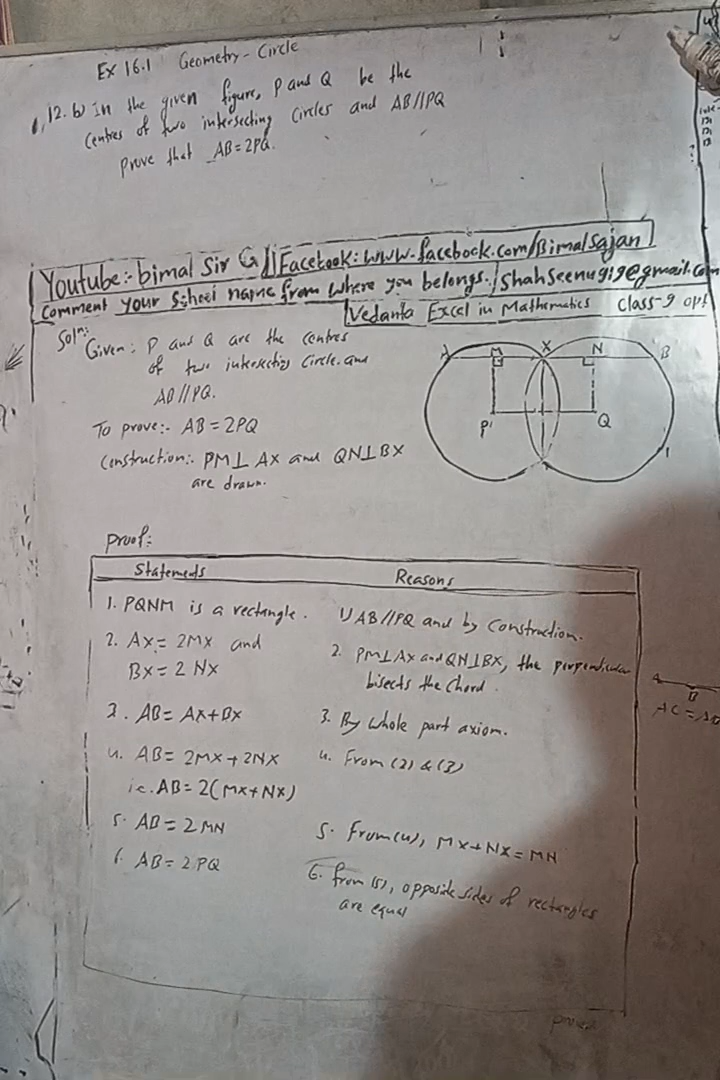 Ex 16.1 Geometry - Circle
12. b) In the given figure, P and Q be the
Centres of two intersecting Circles and AB//PQ
Prove that AB=2PQ.
Youtube:- bimal Sir G Facebook: www.facebook.com/Bimalsajan
Comment your School name from where you belongs. / Shahseenu919@gmail.com
Vedanta Excel in Mathematics Class-9 opt
Soln:
Given: P and Q are the centres
of two intersecting Circle and
AB//PQ.
To prove:- AB=2PQ
Construction:- PM⊥AX and QN⊥BX
are drawn.
A M X N B
P Q
Proof:
Statements Reasons
1. PQNM is a rectangle. 1) AB//PQ and by Construction.
2. AX=2MX and
BX=2NX
2. PM⊥AX and QN⊥BX, the perpendicular
bisects the Chord.
3. AB=AX+BX 3. By whole part axiom.
4. AB=2MX+2NX 4. From (2) & (3)
i.e. AB=2(MX+NX)
5. AB=2MN 5. From (4), MX+NX=MN
6. AB=2PQ 6. From (5), opposite sides of rectangles
are equal
proved
A B